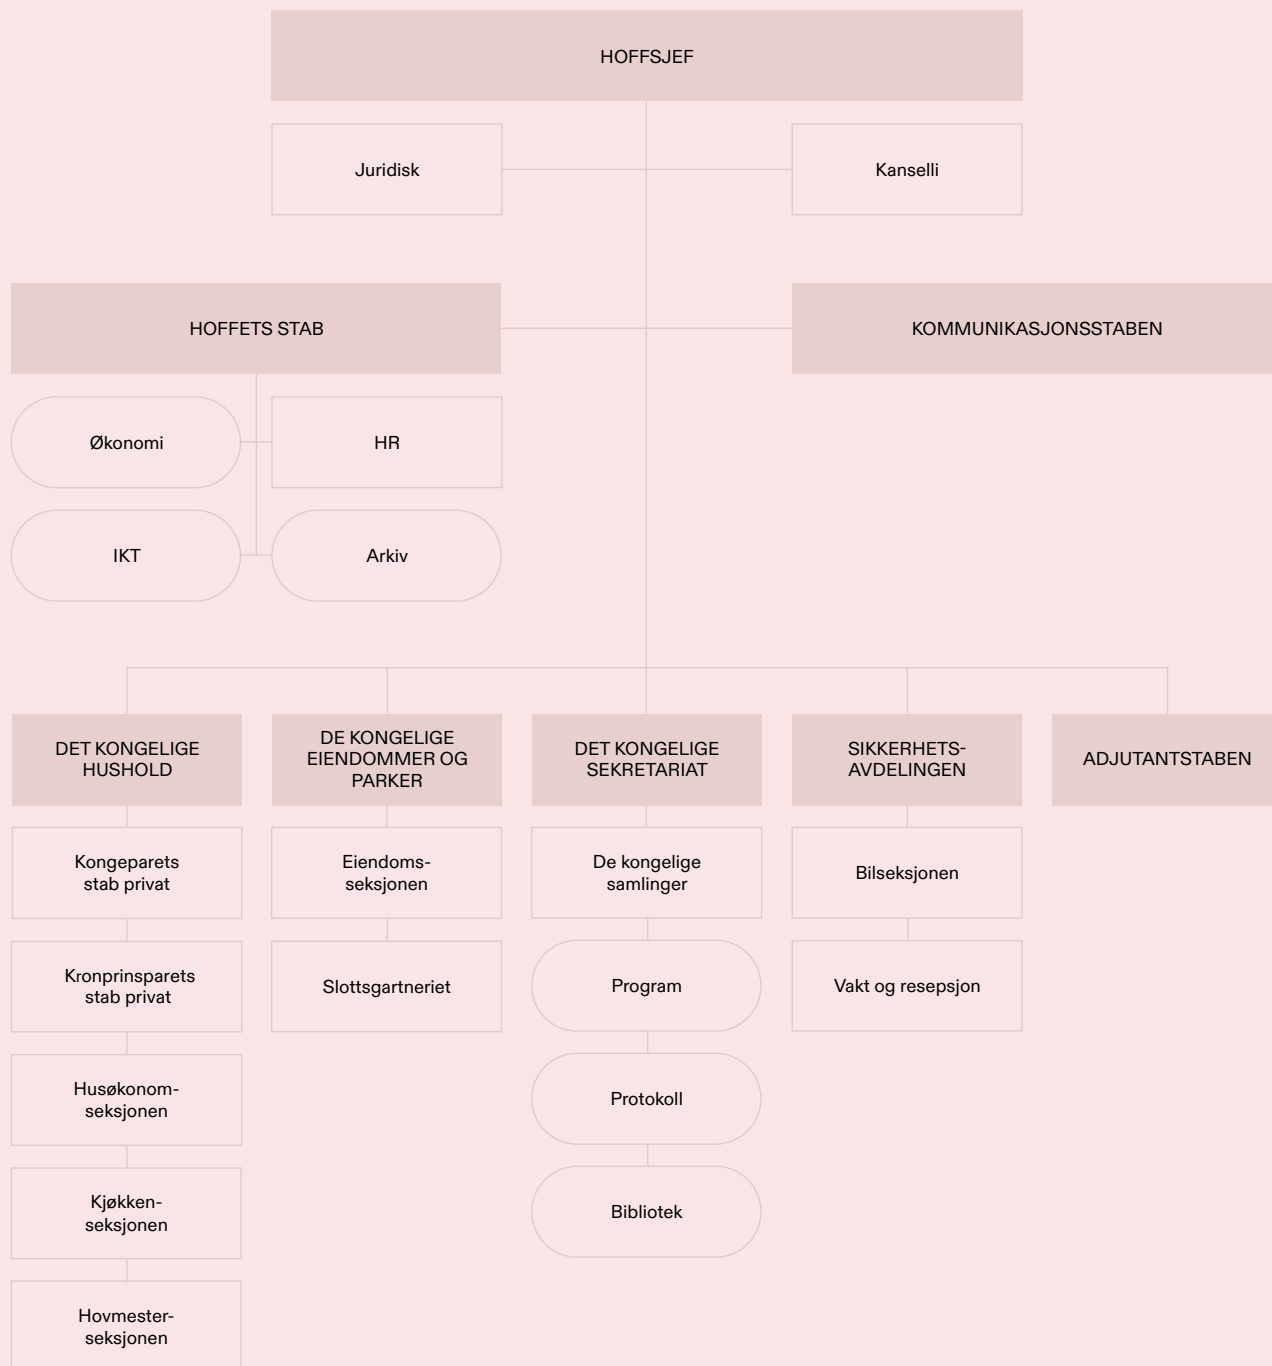 HOFFSJEF
Juridisk
Kanselli
HOFFETS STAB
KOMMUNIKASJONSSTABEN
Økonomi
HR
IKT
Arkiv
DET KONGELIGE
HUSHOLD
DE KONGELIGE
EIENDOMMER OG
PARKER
DET KONGELIGE
SEKRETARIAT
SIKKERHETS-
AVDELINGEN
ADJUTANTSTABEN
Kongeparets
stab privat
Eiendoms-
seksjonen
De kongelige
samlinger
Bilseksjonen
Kronprinsparets
stab privat
Slottsgartneriet
Program
Vakt og resepsjon
Husøkonom-
seksjonen
Protokoll
Kjøkken-
seksjonen
Bibliotek
Hovmester-
seksjonen